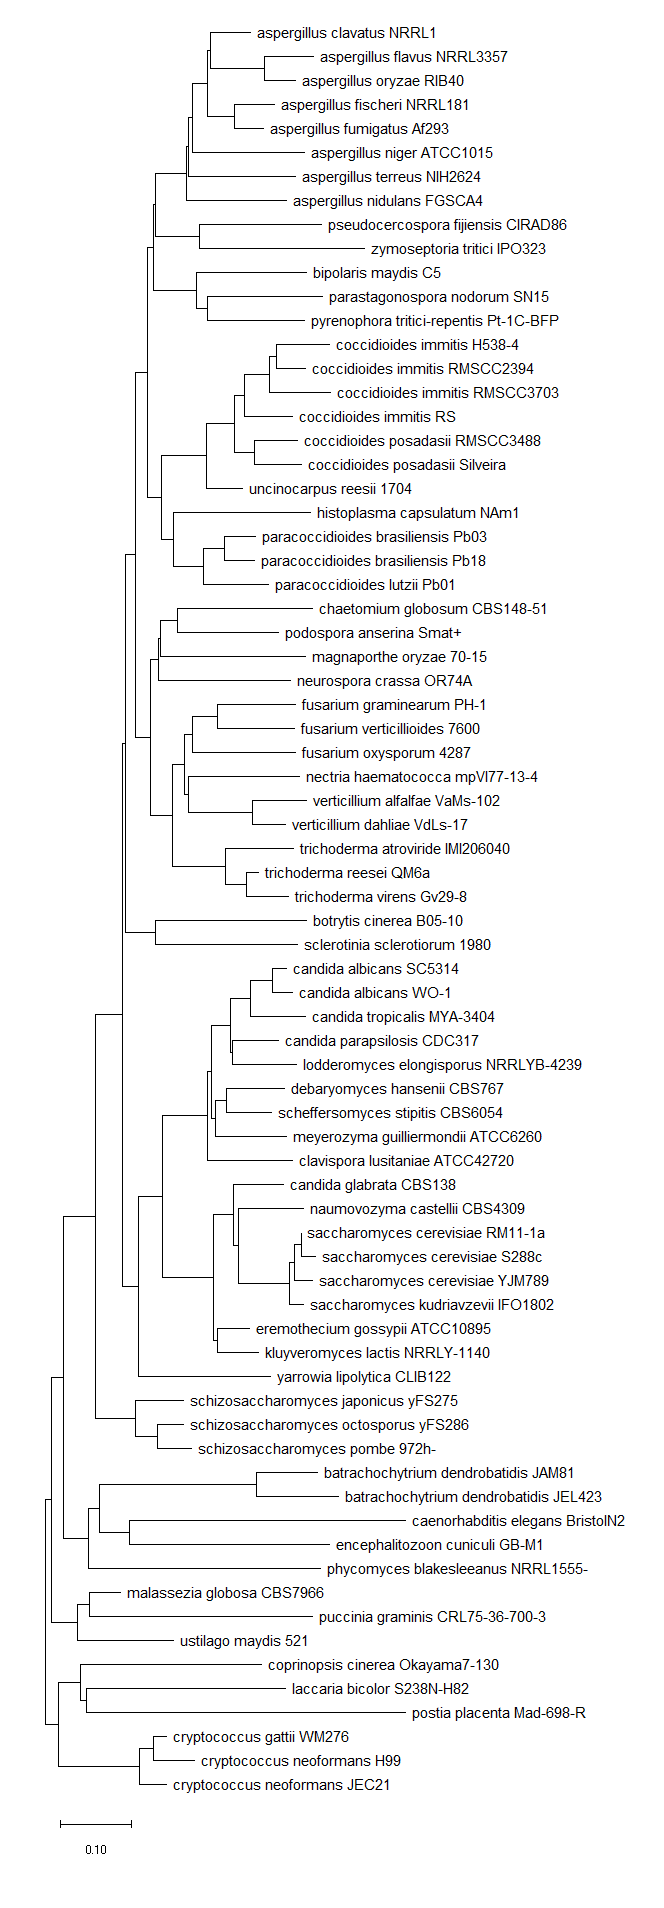 aspergillus clavatus NRRL1
aspergillus flavus NRRL3357
aspergillus oryzae RIB40
aspergillus fischeri NRRL181
aspergillus fumigatus Af293
aspergillus niger ATCC1015
aspergillus terreus NIH2624
aspergillus nidulans FGSCA4
pseudocercospora fijiensis CIRAD86
zymoseptoria tritici IPO323
bipolaris maydis C5
parastagonospora nodorum SN15
pyrenophora tritici-repentis Pt-1C-BFP
coccidioides immitis H538-4
coccidioides immitis RMSCC2394
coccidioides immitis RMSCC3703
coccidioides immitis RS
coccidioides posadasii RMSCC3488
coccidioides posadasii Silveira
uncinocarpus reesii 1704
histoplasma capsulatum NAm1
paracoccidioides brasiliensis Pb03
paracoccidioides brasiliensis Pb18
paracoccidioides lutzii Pb01
chaetomium globosum CBS148-51
podospora anserina Smat+
magnaporthe oryzae 70-15
neurospora crassa OR74A
fusarium graminearum PH-1
fusarium verticillioides 7600
fusarium oxysporum 4287
nectria haematococca mpVI77-13-4
verticillium alfalfae VaMs-102
verticillium dahliae VdLs-17
trichoderma atroviride IMI206040
trichoderma reesei QM6a
trichoderma virens Gv29-8
botrytis cinerea B05-10
sclerotinia sclerotiorum 1980
candida albicans SC5314
candida albicans WO-1
candida tropicalis MYA-3404
candida parapsilosis CDC317
lodderomyces elongisporus NRRLYB-4239
debaryomyces hansenii CBS767
scheffersomyces stipitis CBS6054
meyerozyma guilliermondii ATCC6260
clavispora lusitaniae ATCC42720
candida glabrata CBS138
naumovozyma castellii CBS4309
saccharomyces cerevisiae RM11-1a
saccharomyces cerevisiae S288c
saccharomyces cerevisiae YJM789
saccharomyces kudriavzevii IFO1802
eremothecium gossypii ATCC10895
kluyveromyces lactis NRRLY-1140
yarrowia lipolytica CLIB122
schizosaccharomyces japonicus yFS275
schizosaccharomyces octosporus yFS286
schizosaccharomyces pombe 972h-
batrachochytrium dendrobatidis JAM81
batrachochytrium dendrobatidis JEL423
caenorhabditis elegans BristolN2
encephalitozoon cuniculi GB-M1
phycomyces blakesleeanus NRRL1555-
malassezia globosa CBS7966
puccinia graminis CRL75-36-700-3
ustilago maydis 521
coprinopsis cinerea Okayama7-130
laccaria bicolor S238N-H82
postia placenta Mad-698-R
cryptococcus gattii WM276
cryptococcus neoformans H99
cryptococcus neoformans JEC21
0.10